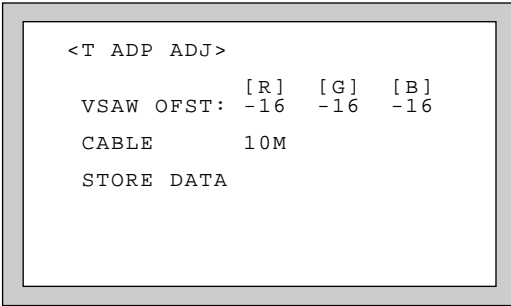 <T ADP ADJ>
[R] [G] [B]
VSAW OFST: -16 -16 -16
CABLE 10M
STORE DATA